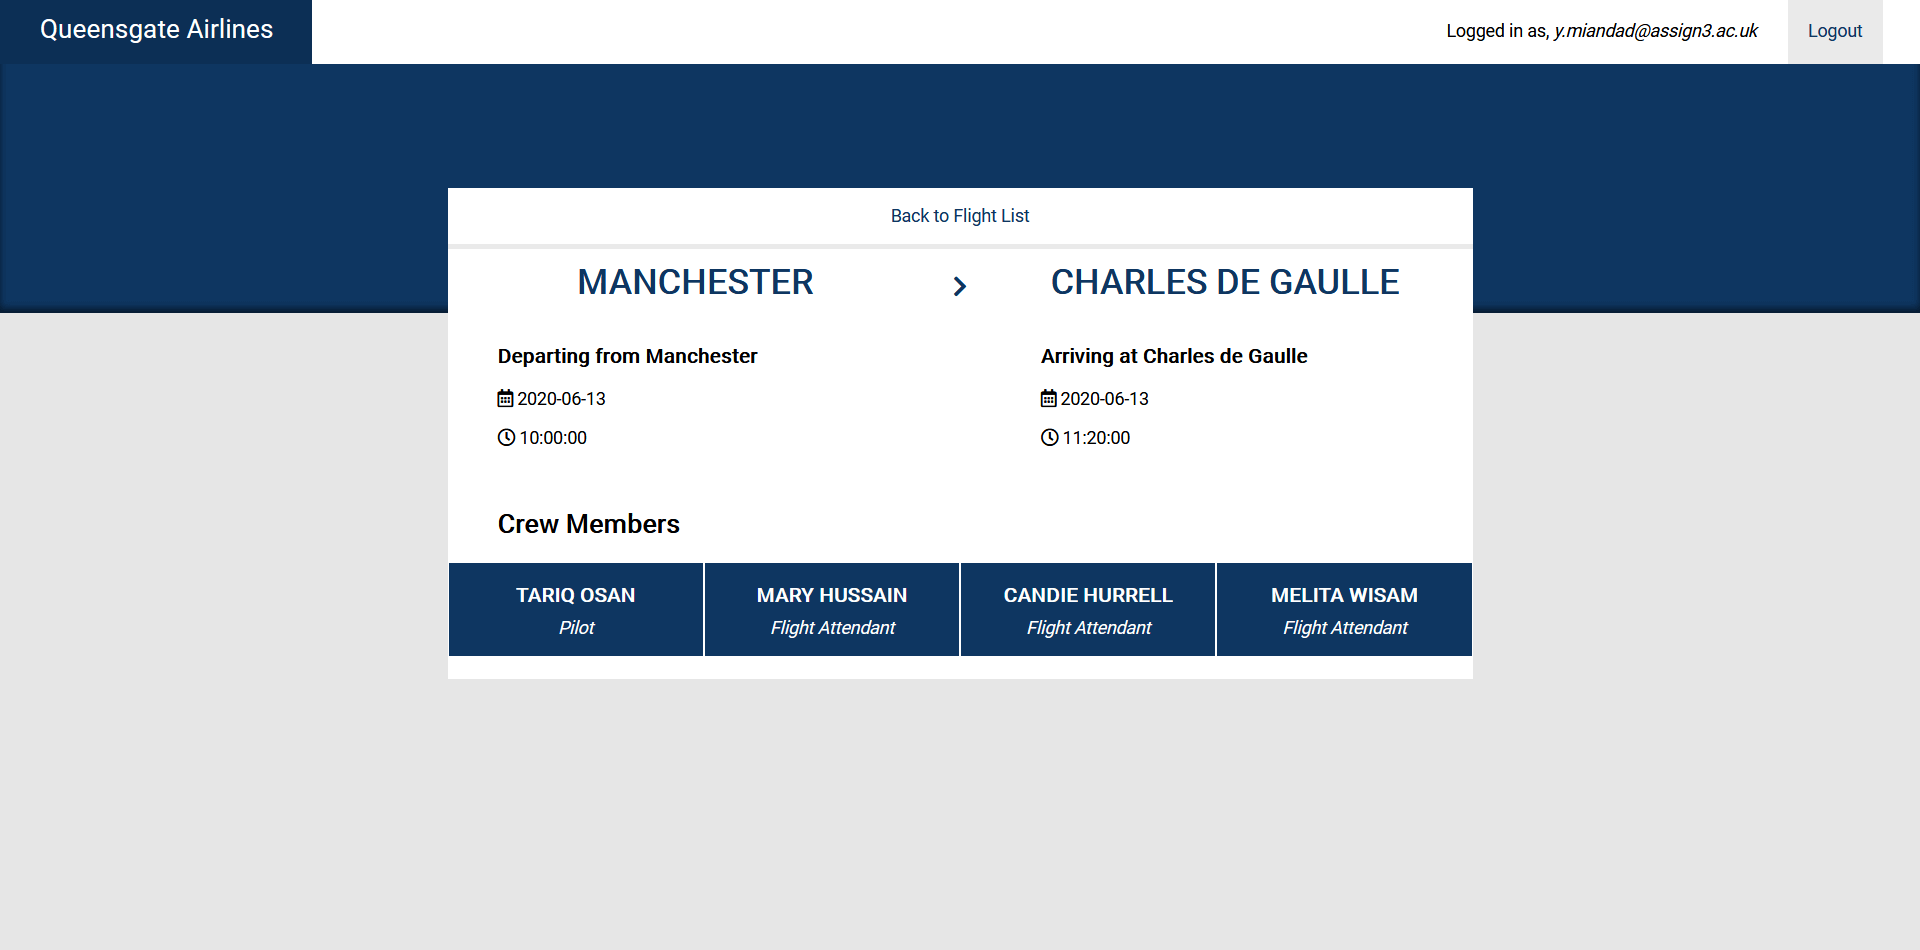 Queensgate Airlines
Logged in as, y.miandad@assign3.ac.uk
Logout
Back to Flight List
MANCHESTER
CHARLES DE GAULLE
Departing from Manchester
2020-06-13
10:00:00
Arriving at Charles de Gaulle
2020-06-13
11:20:00
Crew Members
TARIQ OSAN
Pilot
MARY HUSSAIN
Flight Attendant
CANDIE HURRELL
Flight Attendant
MELITA WISAM
Flight Attendant